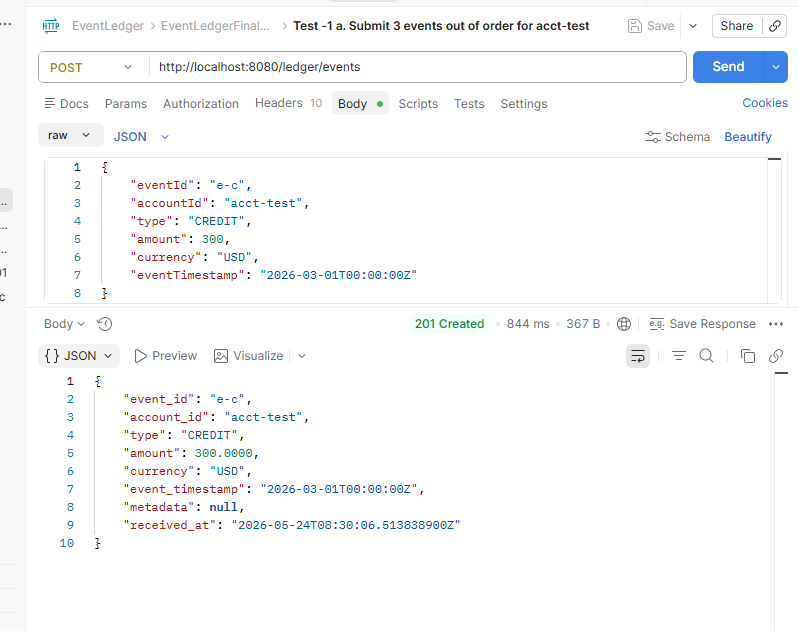 HTTP EventLedger > EventLedgerFinal... > Test -1 a. Submit 3 events out of order for acct-test Save Share
POST http://localhost:8080/ledger/events Send
Docs Params Authorization Headers 10 Body Scripts Tests Settings Cookies
raw JSON Schema Beautify
1 {
2 "eventId": "e-c",
3 "accountId": "acct-test",
4 "type": "CREDIT",
5 "amount": 300,
6 "currency": "USD",
7 "eventTimestamp": "2026-03-01T00:00:00Z"
8 }
Body 201 Created • 844 ms • 367 B • e.g. Save Response
{} JSON Preview Visualize
1 {
2 "event_id": "e-c",
3 "account_id": "acct-test",
4 "type": "CREDIT",
5 "amount": 300.0000,
6 "currency": "USD",
7 "event_timestamp": "2026-03-01T00:00:00Z",
8 "metadata": null,
9 "received_at": "2026-05-24T08:30:06.513838900Z"
10 }